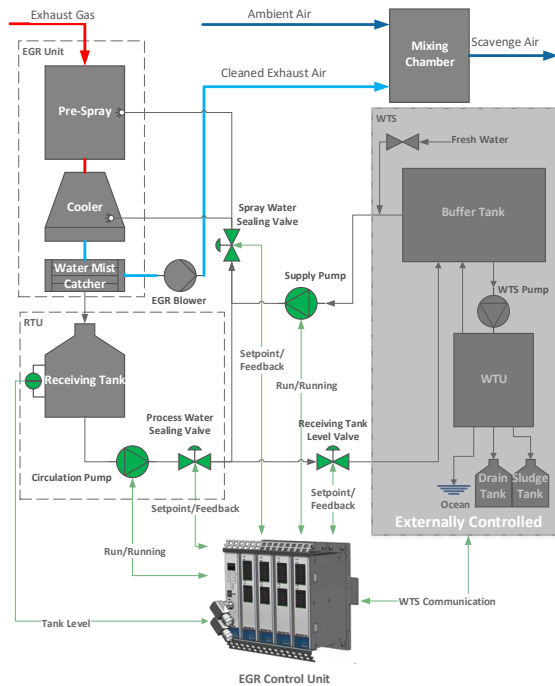 Exhaust Gas
Ambient Air
EGR Unit
Mixing
Chamber
Scavenge Air
Cleaned Exhaust Air
Pre-Spray
WTS
Fresh Water
Cooler
Spray Water
Sealing Valve
Buffer Tank
Water Mist
Catcher
EGR Blower
Supply Pump
WTS Pump
RTU
Receiving Tank
Setpoint/
Feedback
Run/Running
WTU
Process Water
Sealing Valve
Receiving Tank
Level Valve
Circulation Pump
Drain
Tank
Sludge
Tank
Ocean
Setpoint/Feedback
Setpoint/
Feedback
Externally Controlled
Run/Running
Tank Level
WTS Communication
EGR Control Unit